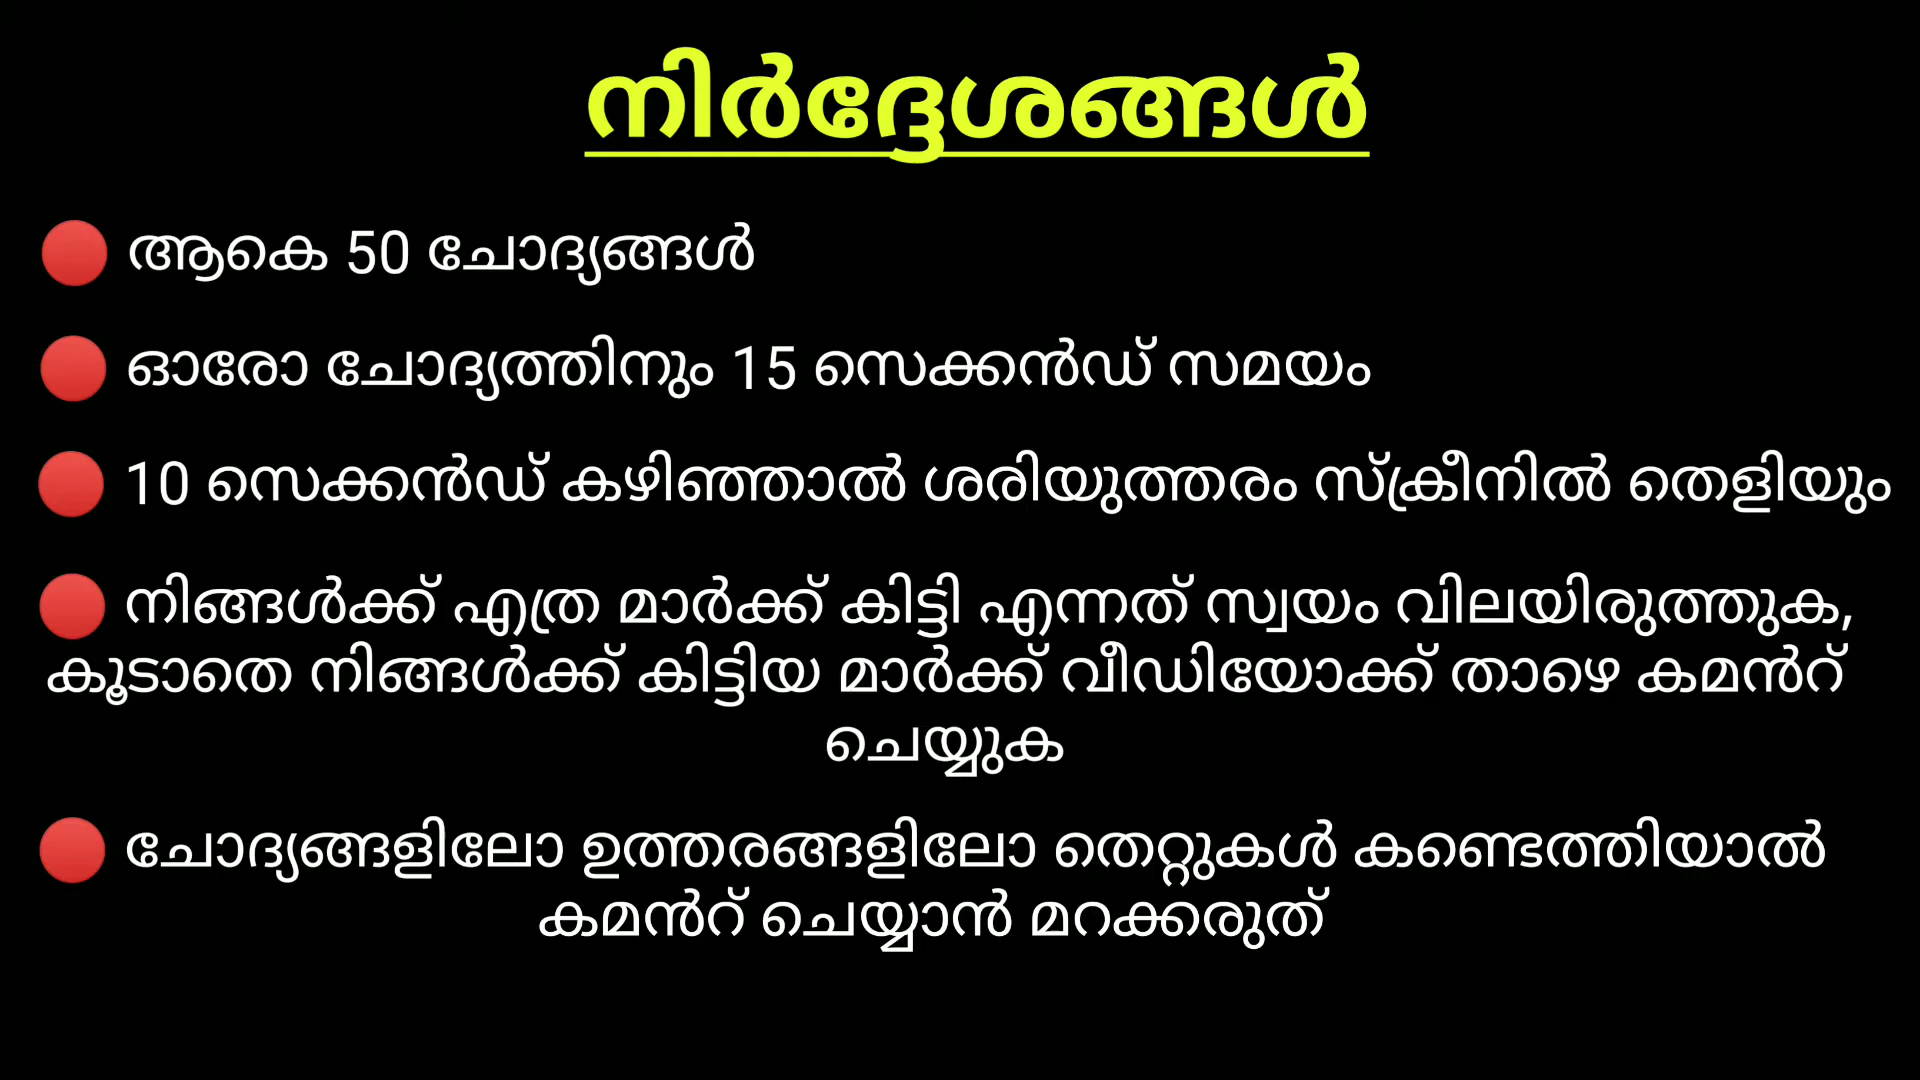 നിർദ്ദേശങ്ങൾ
🔴 ആകെ 50 ചോദ്യങ്ങൾ
🔴 ഓരോ ചോദ്യത്തിനും 15 സെക്കൻഡ് സമയം
🔴 10 സെക്കൻഡ് കഴിഞ്ഞാൽ ശരിയുത്തരം സ്ക്രീനിൽ തെളിയും
🔴 നിങ്ങൾക്ക് എത്ര മാർക്ക് കിട്ടി എന്നത് സ്വയം വിലയിരുത്തുക,
കൂടാതെ നിങ്ങൾക്ക് കിട്ടിയ മാർക്ക് വീഡിയോക്ക് താഴെ കമൻറ്
ചെയ്യുക
🔴 ചോദ്യങ്ങളിലോ ഉത്തരങ്ങളിലോ തെറ്റുകൾ കണ്ടെത്തിയാൽ
കമൻറ് ചെയ്യാൻ മറക്കരുത്